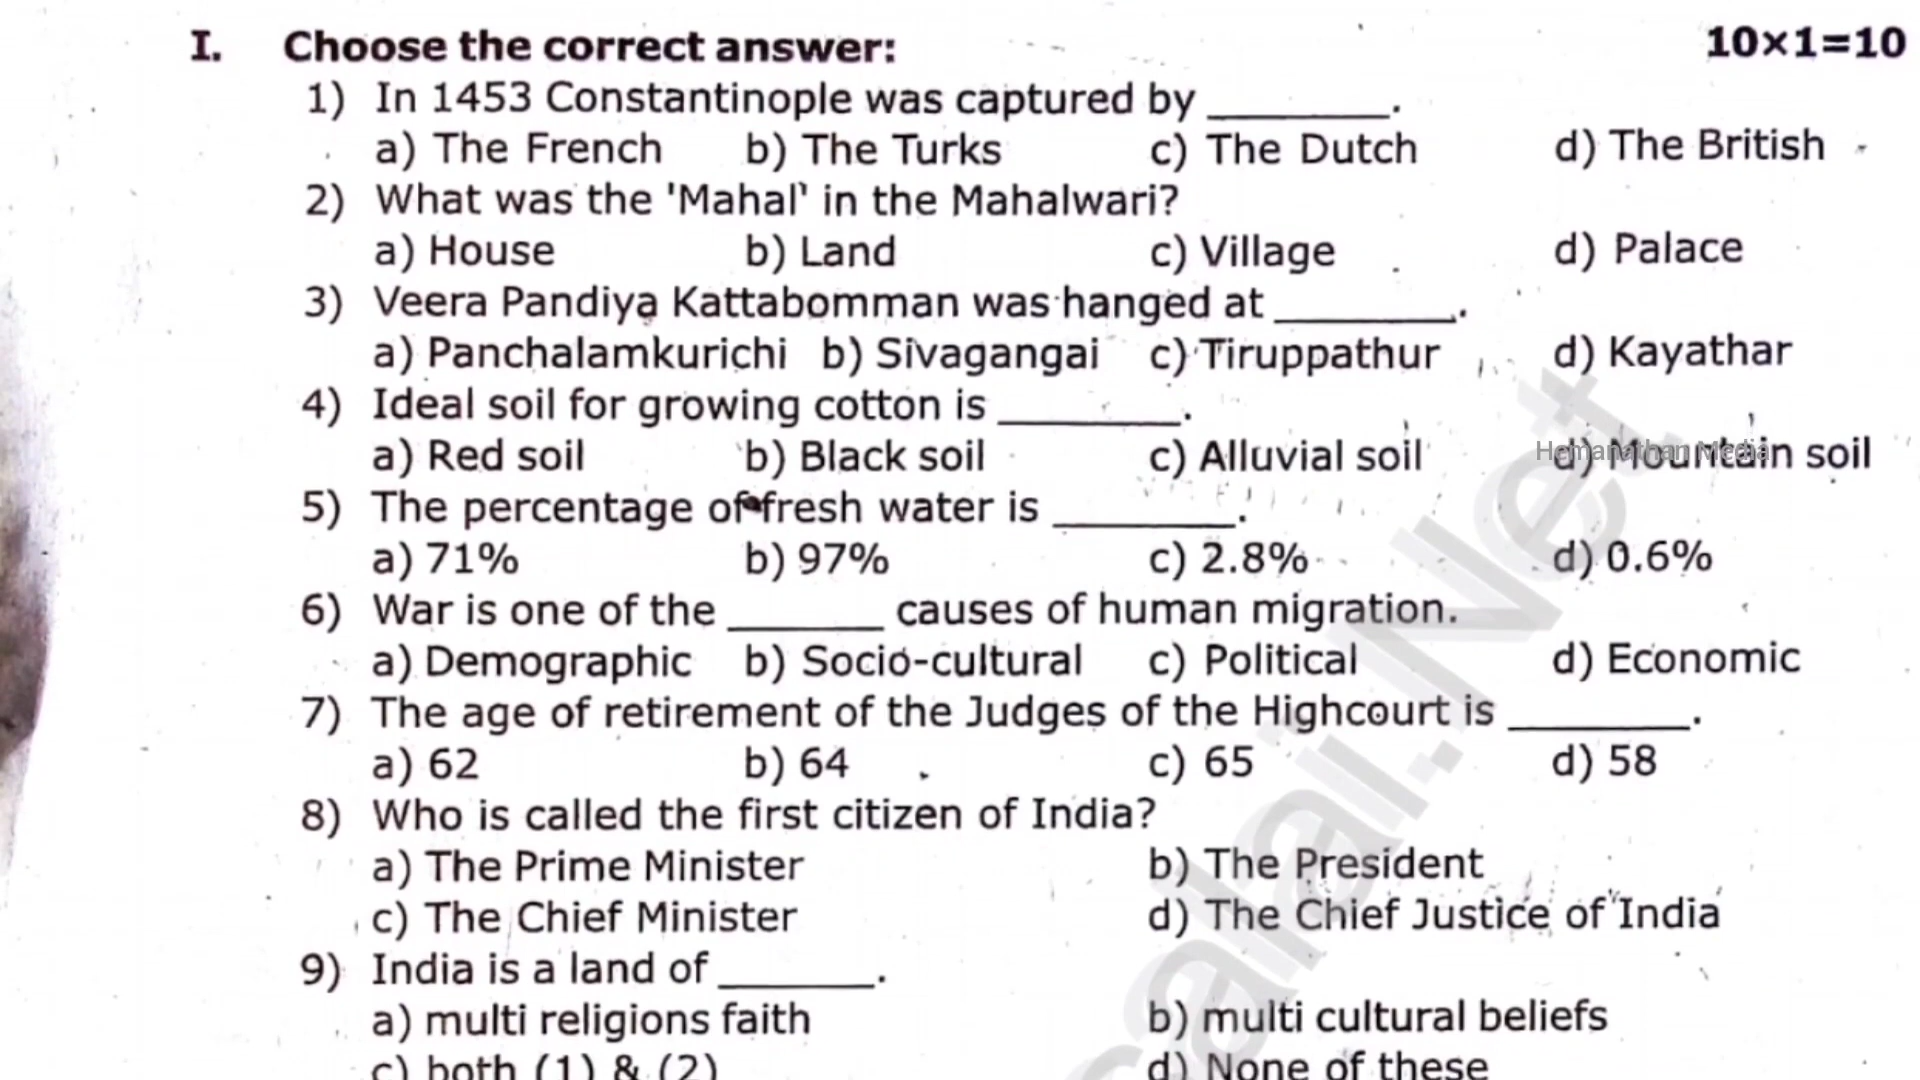 I. Choose the correct answer: 10×1=10
1) In 1453 Constantinople was captured by ________.
a) The French b) The Turks c) The Dutch d) The British
2) What was the 'Mahal' in the Mahalwari?
a) House b) Land c) Village d) Palace
3) Veera Pandiya Kattabomman was hanged at ________.
a) Panchalamkurichi b) Sivagangai c) Tiruppathur d) Kayathar
4) Ideal soil for growing cotton is ________.
a) Red soil b) Black soil c) Alluvial soil d) Mountain soil
Hemanathan Media
5) The percentage of fresh water is ________.
a) 71% b) 97% c) 2.8% d) 0.6%
6) War is one of the _______ causes of human migration.
a) Demographic b) Socio-cultural c) Political d) Economic
7) The age of retirement of the Judges of the Highcourt is ________.
a) 62 b) 64 c) 65 d) 58
8) Who is called the first citizen of India?
a) The Prime Minister b) The President
c) The Chief Minister d) The Chief Justice of India
9) India is a land of _______.
a) multi religions faith b) multi cultural beliefs
c) both (1) & (2) d) None of these
salai.Net